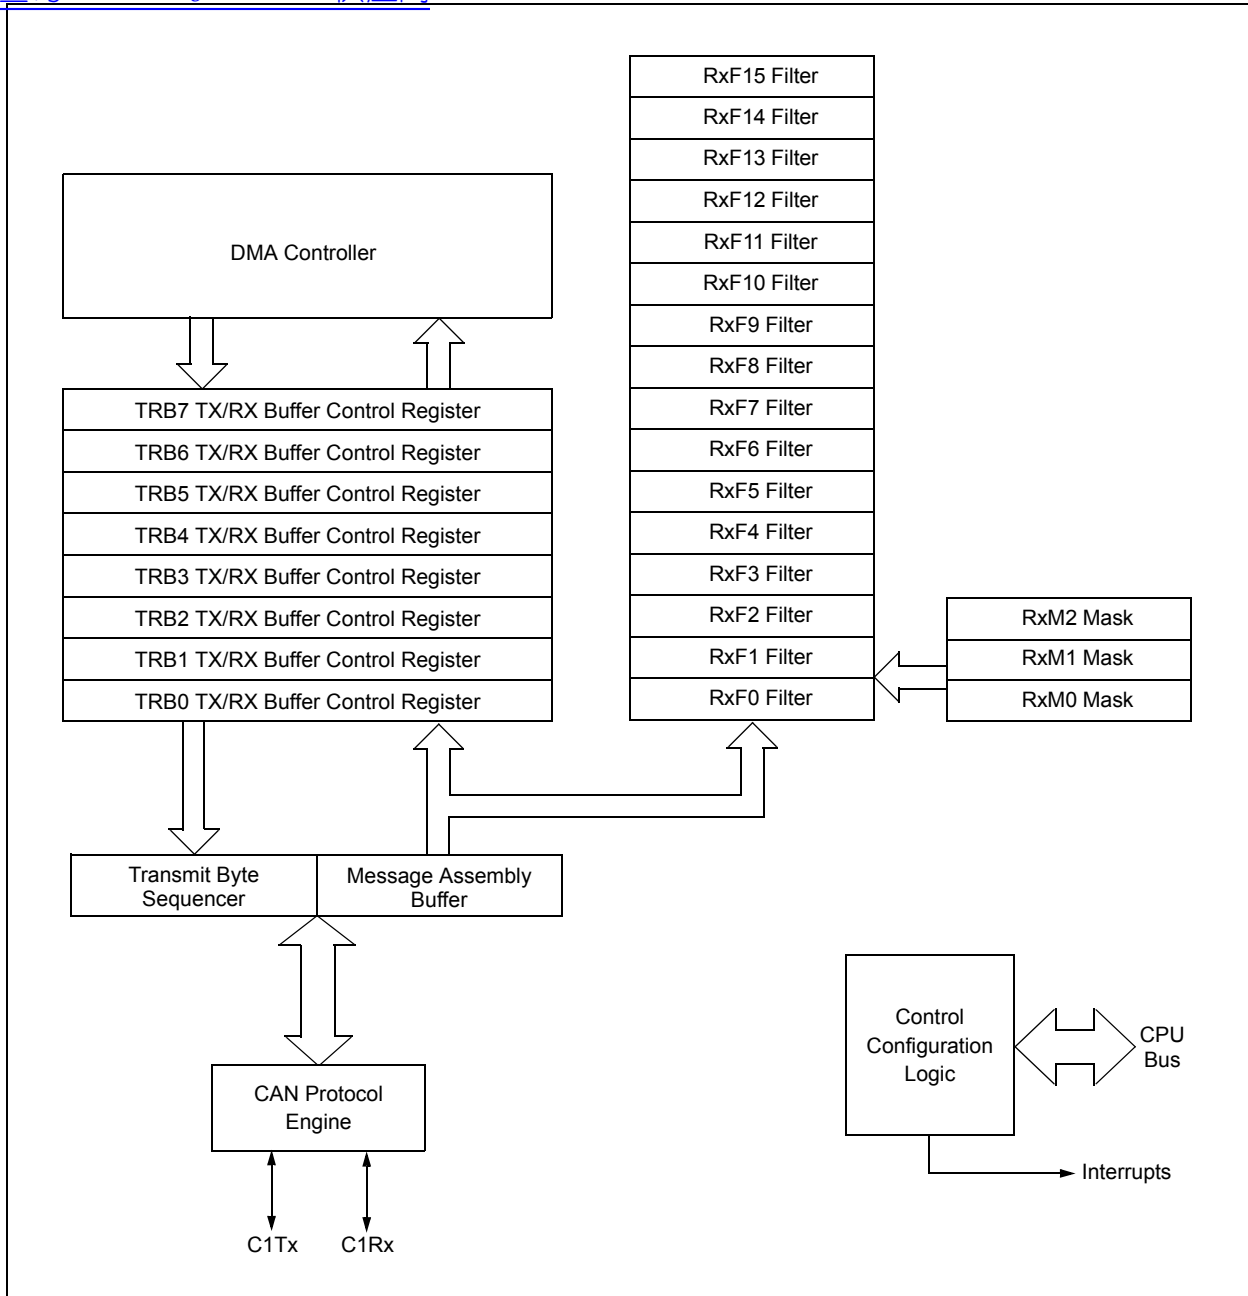 RxF15 Filter
RxF14 Filter
RxF13 Filter
RxF12 Filter
RxF11 Filter
RxF10 Filter
RxF9 Filter
RxF8 Filter
RxF7 Filter
RxF6 Filter
RxF5 Filter
RxF4 Filter
RxF3 Filter
RxF2 Filter
RxF1 Filter
RxF0 Filter
DMA Controller
TRB7 TX/RX Buffer Control Register
TRB6 TX/RX Buffer Control Register
TRB5 TX/RX Buffer Control Register
TRB4 TX/RX Buffer Control Register
TRB3 TX/RX Buffer Control Register
TRB2 TX/RX Buffer Control Register
TRB1 TX/RX Buffer Control Register
TRB0 TX/RX Buffer Control Register
RxM2 Mask
RxM1 Mask
RxM0 Mask
Transmit Byte
Sequencer
Message Assembly
Buffer
CAN Protocol
Engine
C1Tx
C1Rx
Control
Configuration
Logic
CPU
Bus
Interrupts